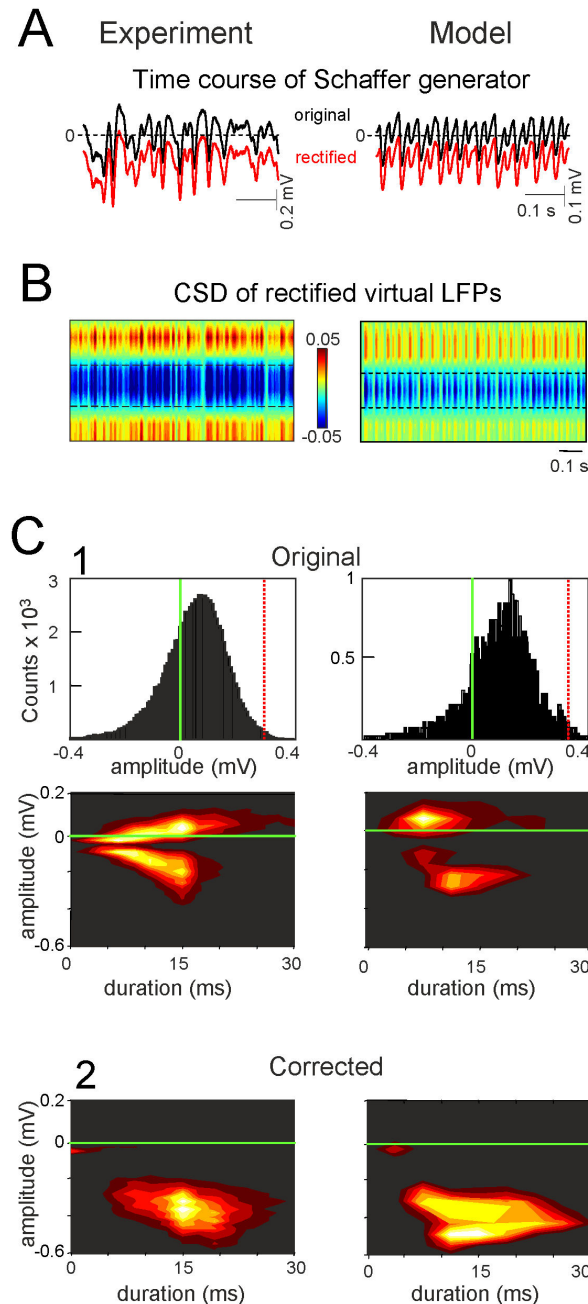 A
Experiment Model
Time course of Schaffer generator
original
0 0
rectified
0.2 mV
0.1 s
0.1 mV
B
CSD of rectified virtual LFPs
0.05
-0.05
0.1 s
C
1 Original
3
2
1
Counts x 10³
-0.4 0 0.4
amplitude (mV)
1
0.5
-0.4 0 0.4
amplitude (mV)
0.2
0
-0.6
amplitude (mV)
0 15 30
duration (ms)
0 15 30
duration (ms)
2 Corrected
0.2
0
-0.6
amplitude (mV)
0 15 30
duration (ms)
0 15 30
duration (ms)